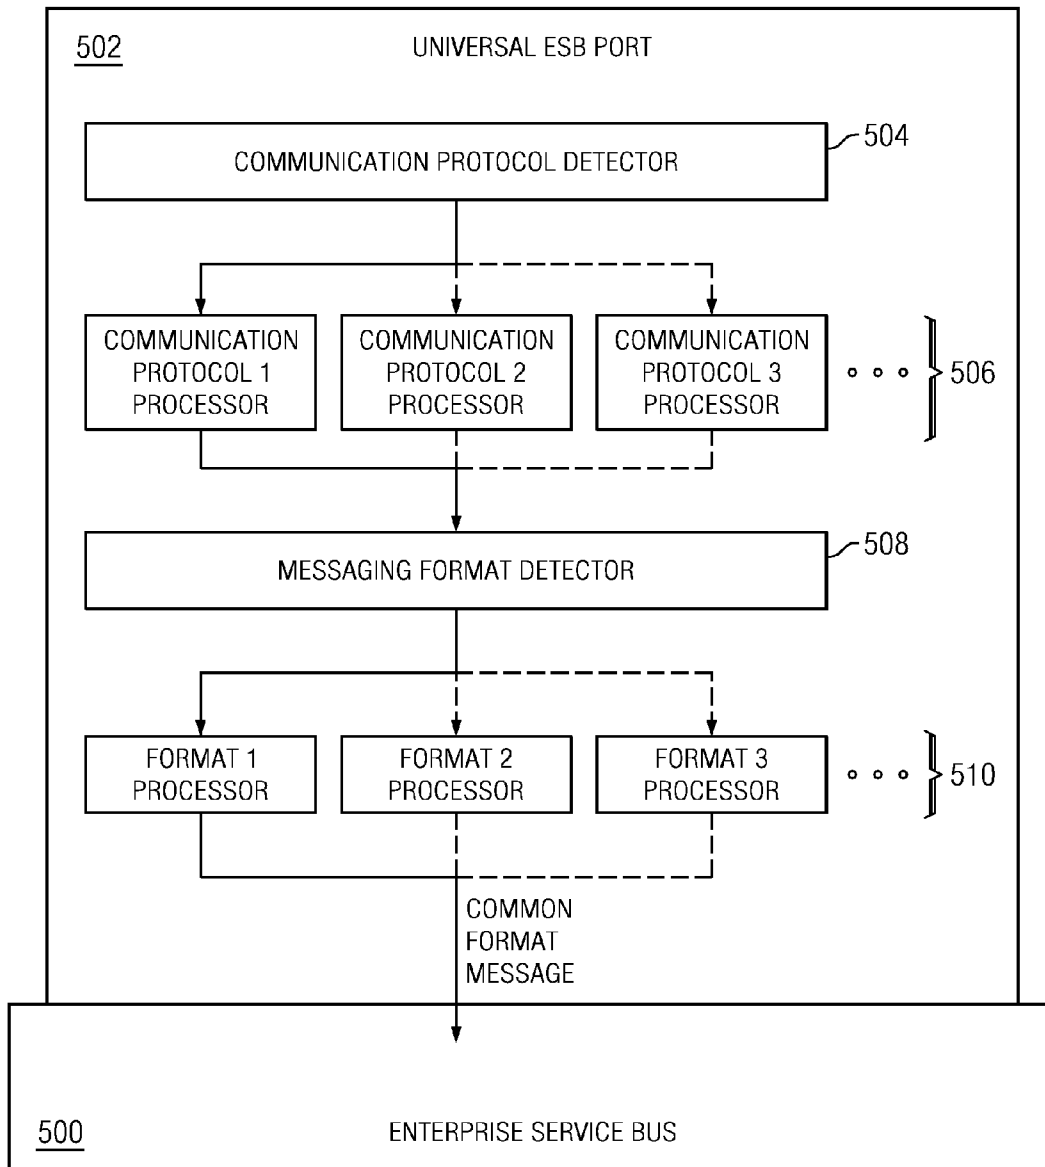 502
UNIVERSAL ESB PORT
504
COMMUNICATION PROTOCOL DETECTOR
COMMUNICATION
PROTOCOL 1
PROCESSOR
COMMUNICATION
PROTOCOL 2
PROCESSOR
COMMUNICATION
PROTOCOL 3
PROCESSOR
506
508
MESSAGING FORMAT DETECTOR
FORMAT 1
PROCESSOR
FORMAT 2
PROCESSOR
FORMAT 3
PROCESSOR
510
COMMON
FORMAT
MESSAGE
500
ENTERPRISE SERVICE BUS